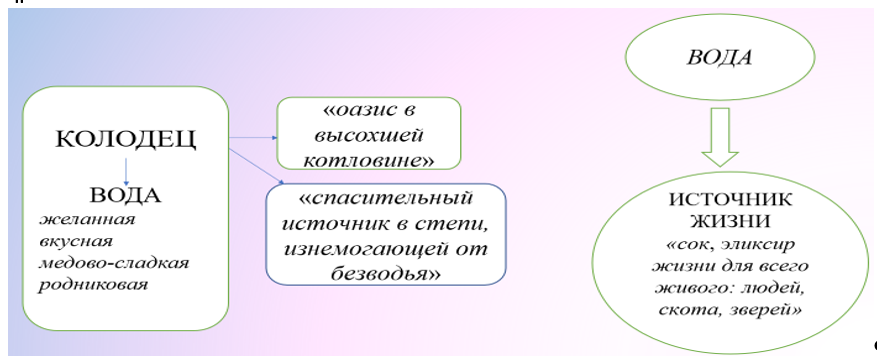 КОЛОДЕЦ
ВОДА
желанная
вкусная
медово-сладкая
родниковая
«оазис в
высохшей
котловине»
«спасительный
источник в степи,
изнемогающей от
безводья»
ВОДА
ИСТОЧНИК
ЖИЗНИ
«сок, эликсир
жизни для всего
живого: людей,
скота, зверей»